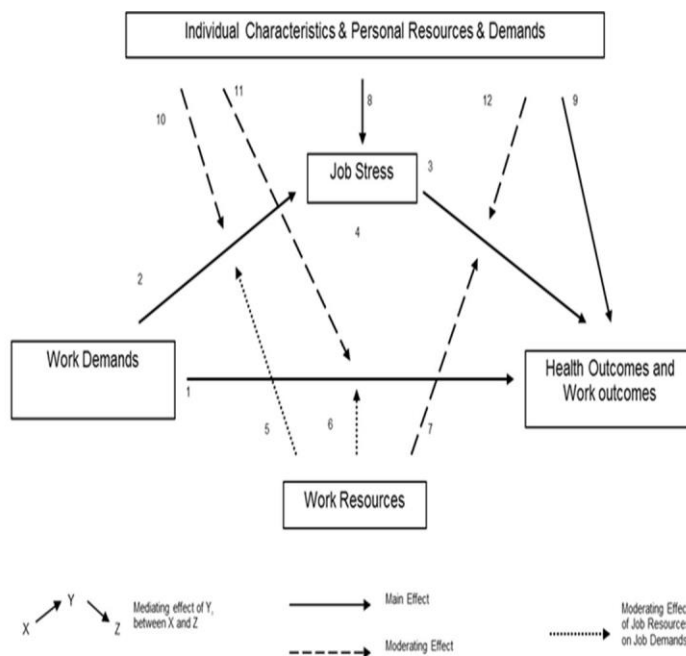 Individual Characteristics & Personal Resources & Demands
11
8
12
9
10
Job Stress
3
4
2
Work Demands
Health Outcomes and
Work outcomes
1
5
6
7
Work Resources
Y
X
Z
Mediating effect of Y,
between X and Z
Main Effect
Moderating Effect
Moderating Effec
of Job Resources
on Job Demands